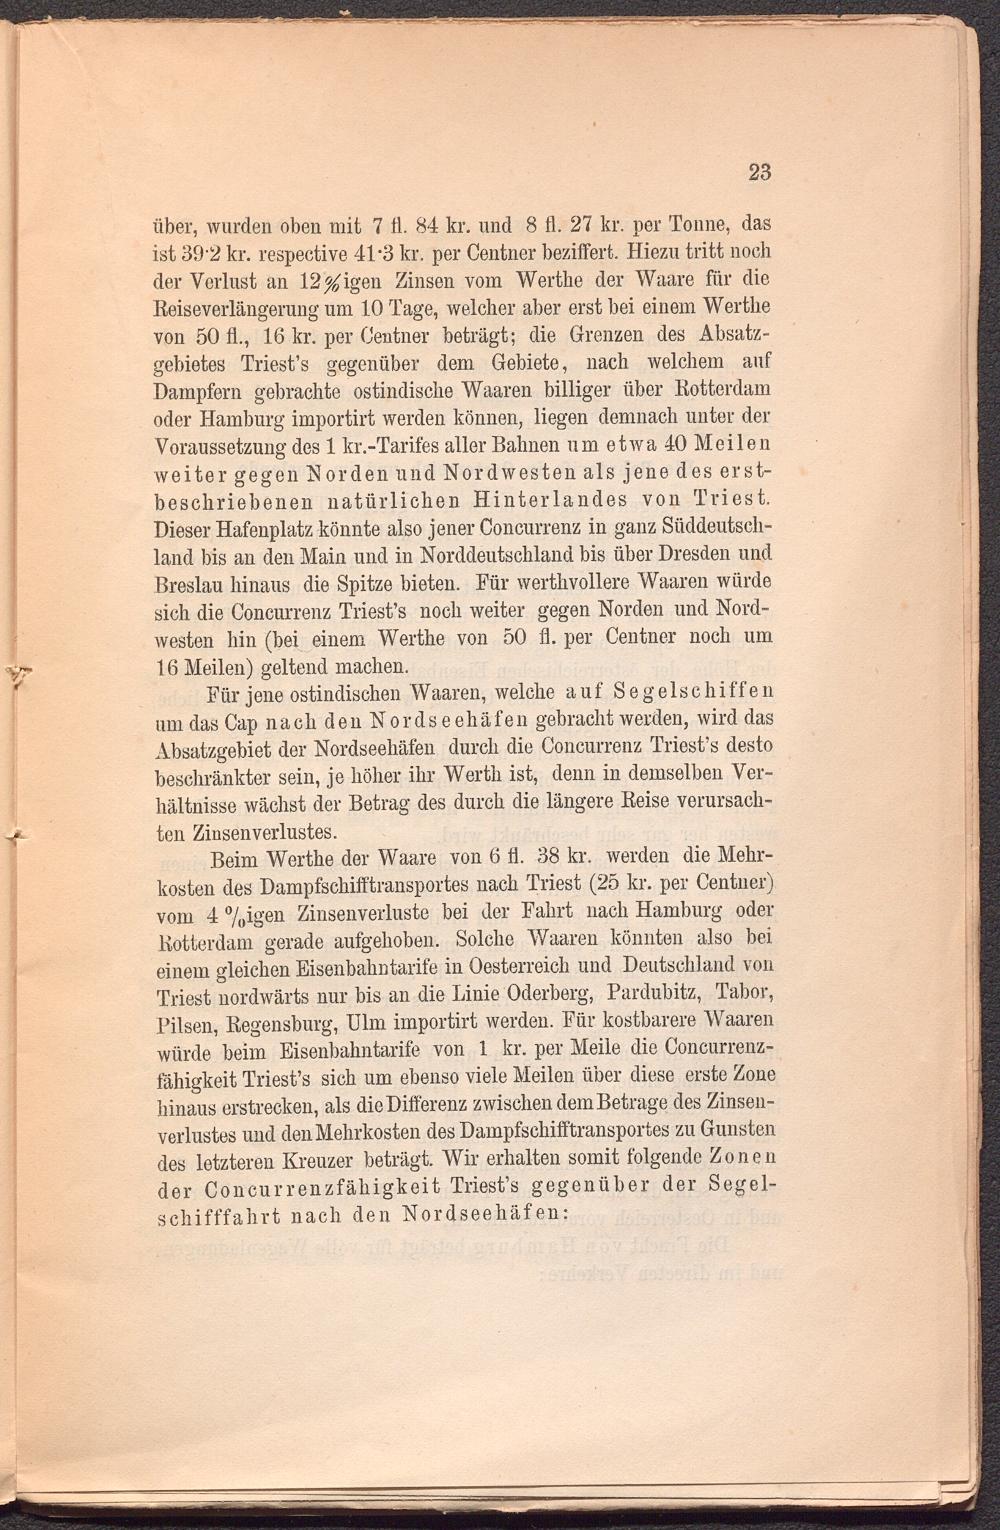 23
über, wurden oben mit 7 fl. 84 kr. und 8 fl. 27 kr. per Tonne, das
ist 39·2 kr. respective 41·3 kr. per Centner beziffert. Hiezu tritt noch
der Verlust an 12%igen Zinsen vom Werthe der Waare für die
Reiseverlängerung um 10 Tage, welcher aber erst bei einem Werthe
von 50 fl., 16 kr. per Centner beträgt; die Grenzen des Absatz-
gebietes Triest's gegenüber dem Gebiete, nach welchem auf
Dampfern gebrachte ostindische Waaren billiger über Rotterdam
oder Hamburg importirt werden können, liegen demnach unter der
Voraussetzung des 1 kr.-Tarifes aller Bahnen um etwa 40 Meilen
weiter gegen Norden und Nordwesten als jene des erst-
beschriebenen natürlichen Hinterlandes von Triest.
Dieser Hafenplatz könnte also jener Concurrenz in ganz Süddeutsch-
land bis an den Main und in Norddeutschland bis über Dresden und
Breslau hinaus die Spitze bieten. Für werthvollere Waaren würde
sich die Concurrenz Triest's noch weiter gegen Norden und Nord-
westen hin (bei einem Werthe von 50 fl. per Centner noch um
16 Meilen) geltend machen.
Für jene ostindischen Waaren, welche auf Segelschiffen
um das Cap nach den Nordseehäfen gebracht werden, wird das
Absatzgebiet der Nordseehäfen durch die Concurrenz Triest's desto
beschränkter sein, je höher ihr Werth ist, denn in demselben Ver-
hältnisse wächst der Betrag des durch die längere Reise verursach-
ten Zinsenverlustes.
Beim Werthe der Waare von 6 fl. 38 kr. werden die Mehr-
kosten des Dampfschifftransportes nach Triest (25 kr. per Centner)
vom 4 %igen Zinsenverluste bei der Fahrt nach Hamburg oder
Rotterdam gerade aufgehoben. Solche Waaren könnten also bei
einem gleichen Eisenbahntarife in Oesterreich und Deutschland von
Triest nordwärts nur bis an die Linie Oderberg, Pardubitz, Tabor,
Pilsen, Regensburg, Ulm importirt werden. Für kostbarere Waaren
würde beim Eisenbahntarife von 1 kr. per Meile die Concurrenz-
fähigkeit Triest's sich um ebenso viele Meilen über diese erste Zone
hinaus erstrecken, als die Differenz zwischen dem Betrage des Zinsen-
verlustes und den Mehrkosten des Dampfschifftransportes zu Gunsten
des letzteren Kreuzer beträgt. Wir erhalten somit folgende Zonen
der Concurrenzfähigkeit Triest's gegenüber der Segel-
schifffahrt nach den Nordseehäfen: